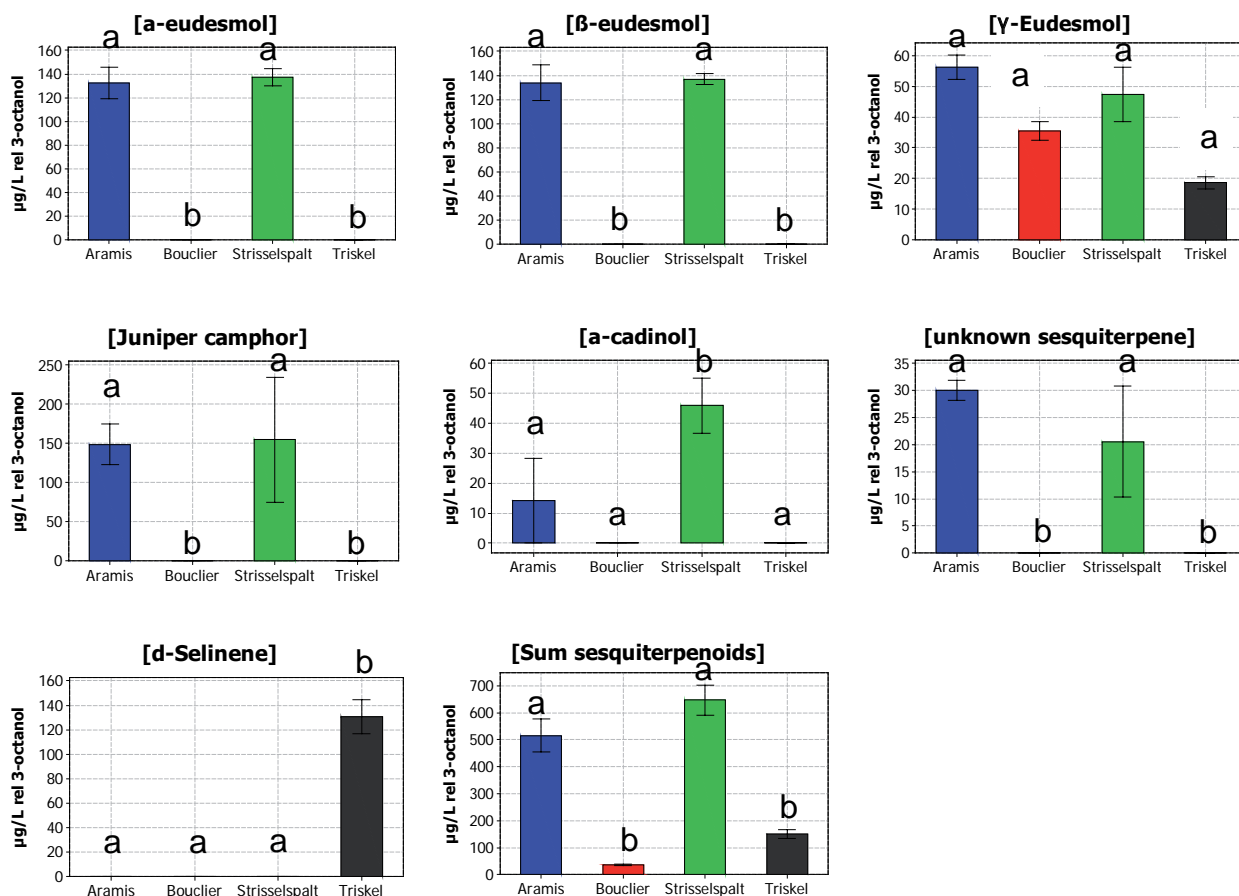 [a-eudesmol]
µg/L rel 3-octanol
160
140
120
100
80
60
40
20
0
a
b
a
b
Aramis Bouclier Strisselspalt Triskel
[ß-eudesmol]
µg/L rel 3-octanol
160
140
120
100
80
60
40
20
0
a
b
a
b
Aramis Bouclier Strisselspalt Triskel
[γ-Eudesmol]
µg/L rel 3-octanol
60
50
40
30
20
10
0
a
a
a
a
Aramis Bouclier Strisselspalt Triskel
[Juniper camphor]
µg/L rel 3-octanol
250
200
150
100
50
0
a
b
a
b
Aramis Bouclier Strisselspalt Triskel
[a-cadinol]
µg/L rel 3-octanol
60
50
40
30
20
10
0
a
a
b
a
Aramis Bouclier Strisselspalt Triskel
[unknown sesquiterpene]
µg/L rel 3-octanol
35
30
25
20
15
10
5
0
a
b
a
b
Aramis Bouclier Strisselspalt Triskel
[d-Selinene]
µg/L rel 3-octanol
160
140
120
100
80
60
40
20
0
a
a
a
b
Aramis Bouclier Strisselspalt Triskel
[Sum sesquiterpenoids]
µg/L rel 3-octanol
700
600
500
400
300
200
100
0
a
b
a
b
Aramis Bouclier Strisselspalt Triskel